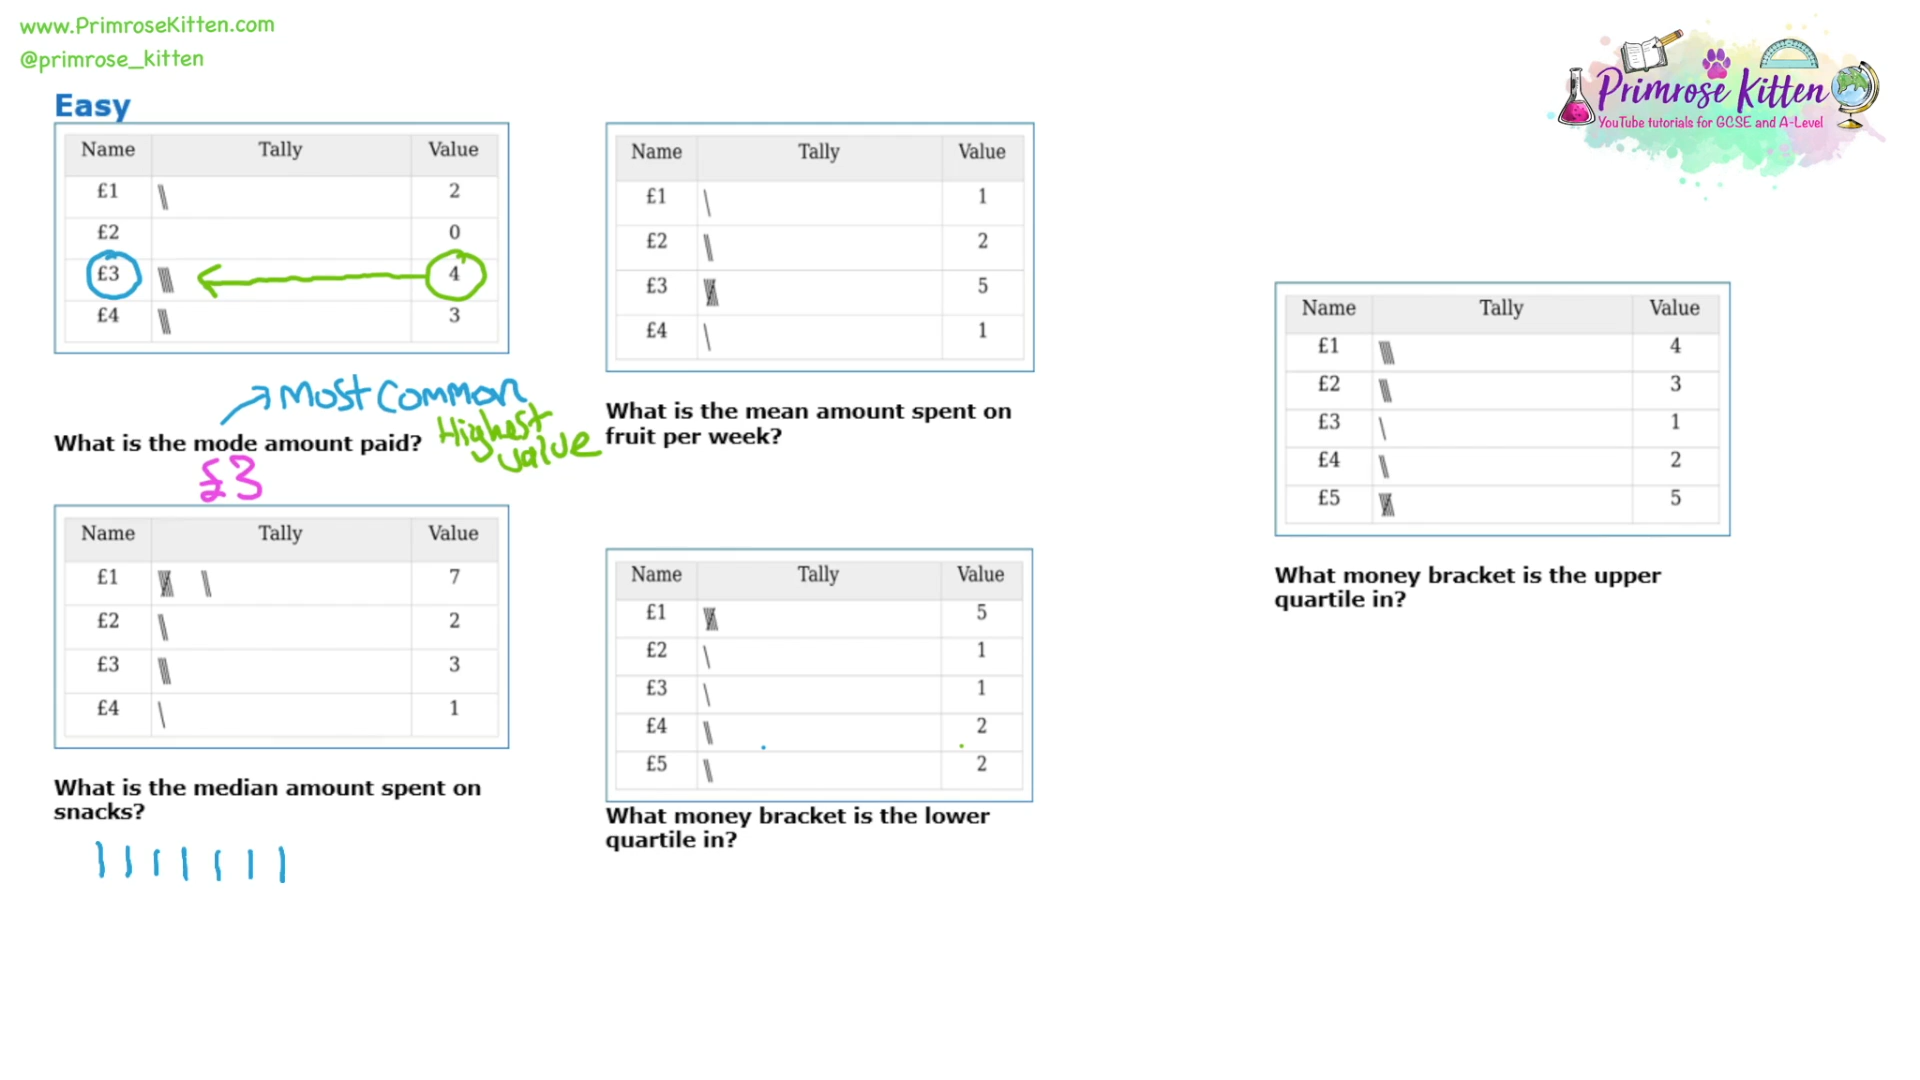 www.PrimroseKitten.com
@primrose_kitten
Primrose Kitten
YouTube tutorials for GCSE and A-Level
Easy
Name Tally Value
£1 2
£2 0
£3 4
£4 3
Most Common
Highest
value
What is the mode amount paid?
£3
Name Tally Value
£1 7
£2 2
£3 3
£4 1
What is the median amount spent on
snacks?
Name Tally Value
£1 1
£2 2
£3 5
£4 1
What is the mean amount spent on
fruit per week?
Name Tally Value
£1 5
£2 1
£3 1
£4 2
£5 2
What money bracket is the lower
quartile in?
Name Tally Value
£1 4
£2 3
£3 1
£4 2
£5 5
What money bracket is the upper
quartile in?